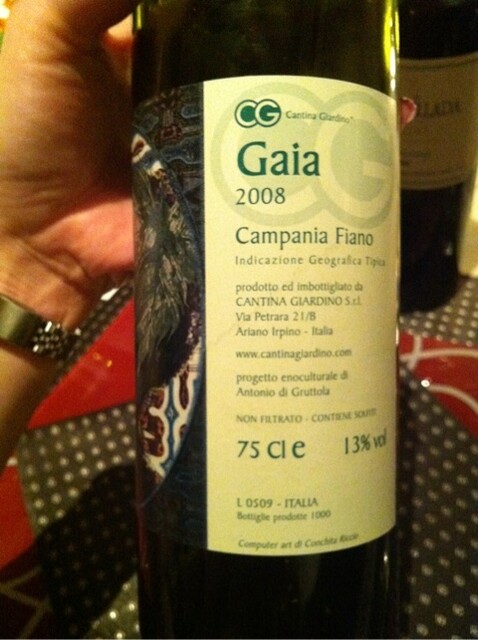 CG Cantina Giardino
Gaia
2008
Campania Fiano
Indicazione Geografica Tipica
prodotto ed imbottigliato da
CANTINA GIARDINO S.r.l.
Via Petrara 21/B
Ariano Irpino - Italia
www.cantinagiardino.com
progetto enoculturale di
Antonio di Gruttola
NON FILTRATO - CONTIENE SOLFITI
75 Cl e 13% vol
L 0509 - ITALIA
Bottiglie prodotte 1000
Computer art di Conchita Riccio